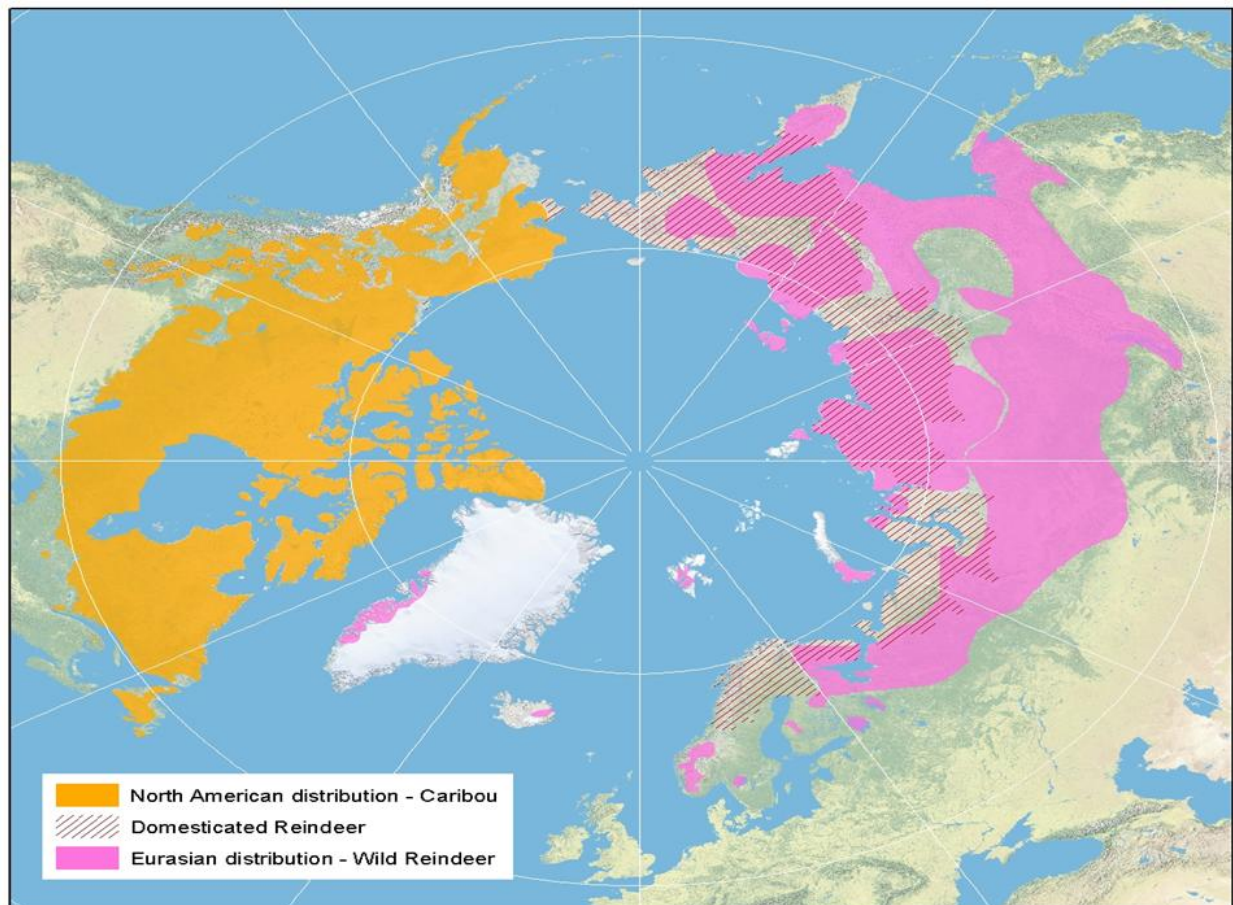 North American distribution - Caribou
Domesticated Reindeer
Eurasian distribution - Wild Reindeer